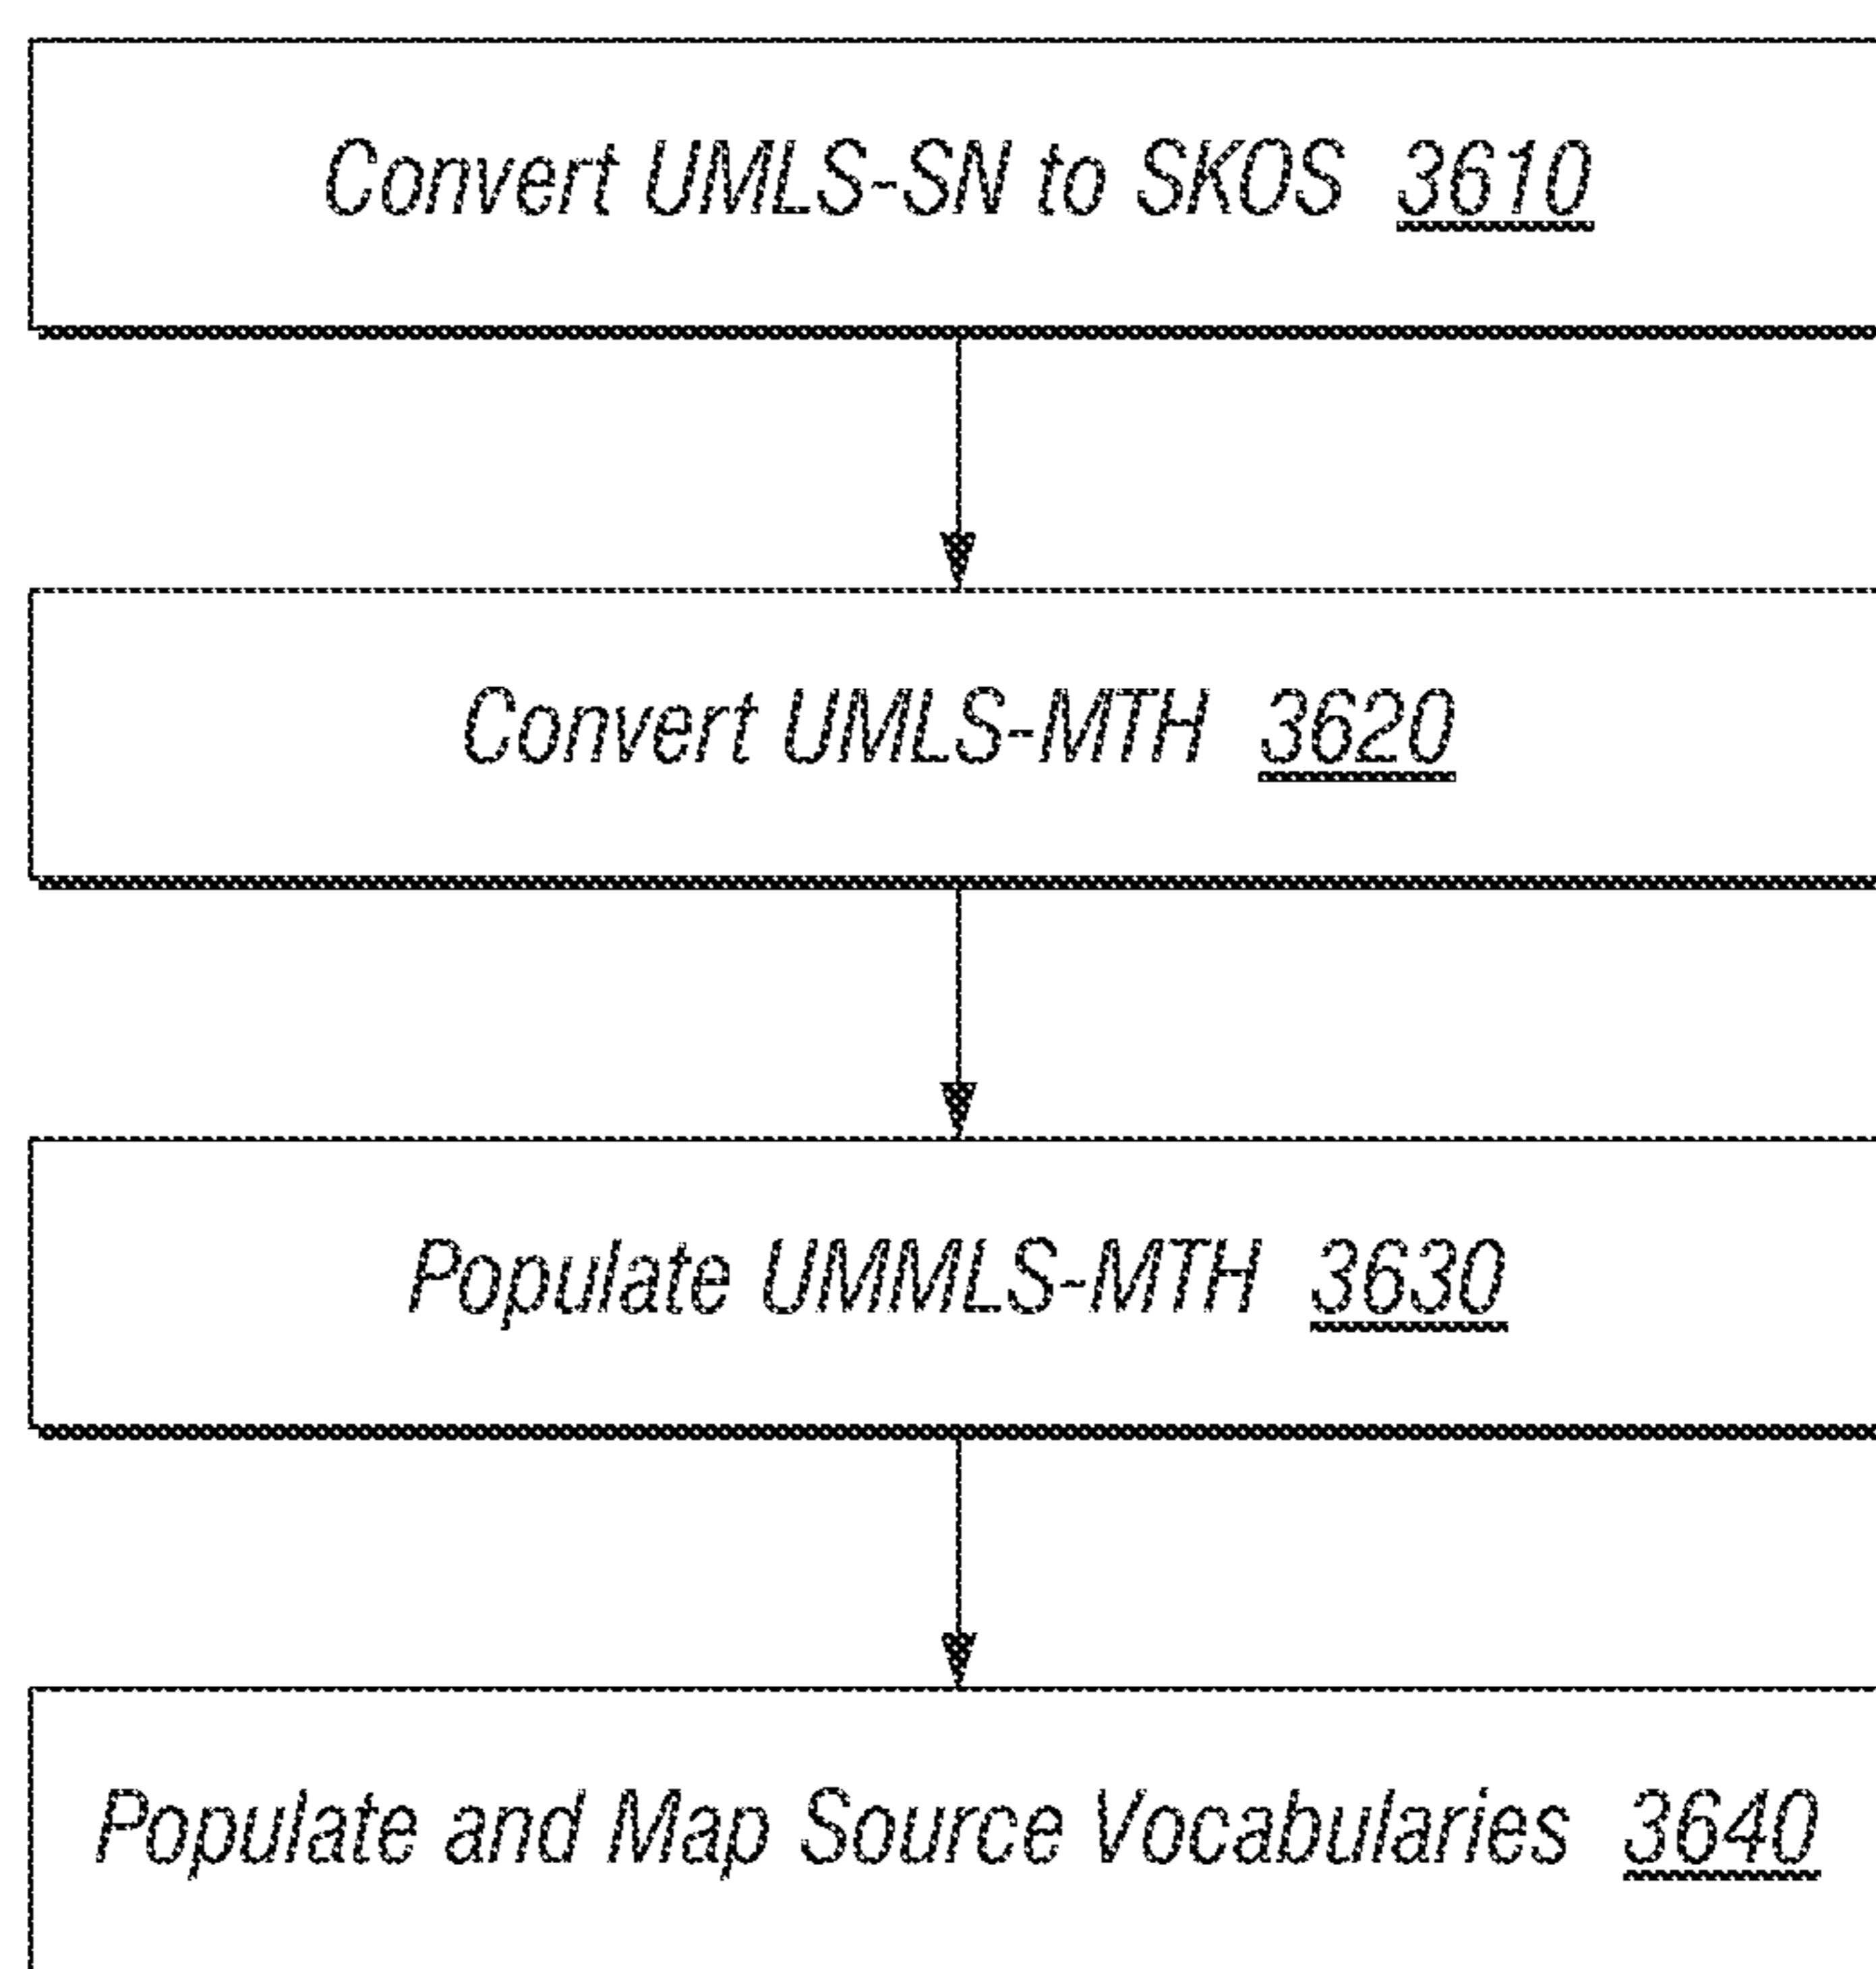 Convert UMLS-SN to SKOS 3610
Convert UMLS-MTH 3620
Populate UMMLS-MTH 3630
Populate and Map Source Vocabularies 3640